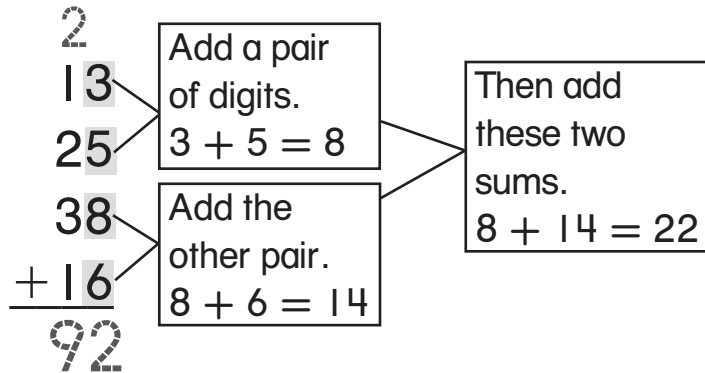 2
13
25
38
+16
92
Add a pair
of digits.
3 + 5 = 8
Add the
other pair.
8 + 6 = 14
Then add
these two
sums.
8 + 14 = 22